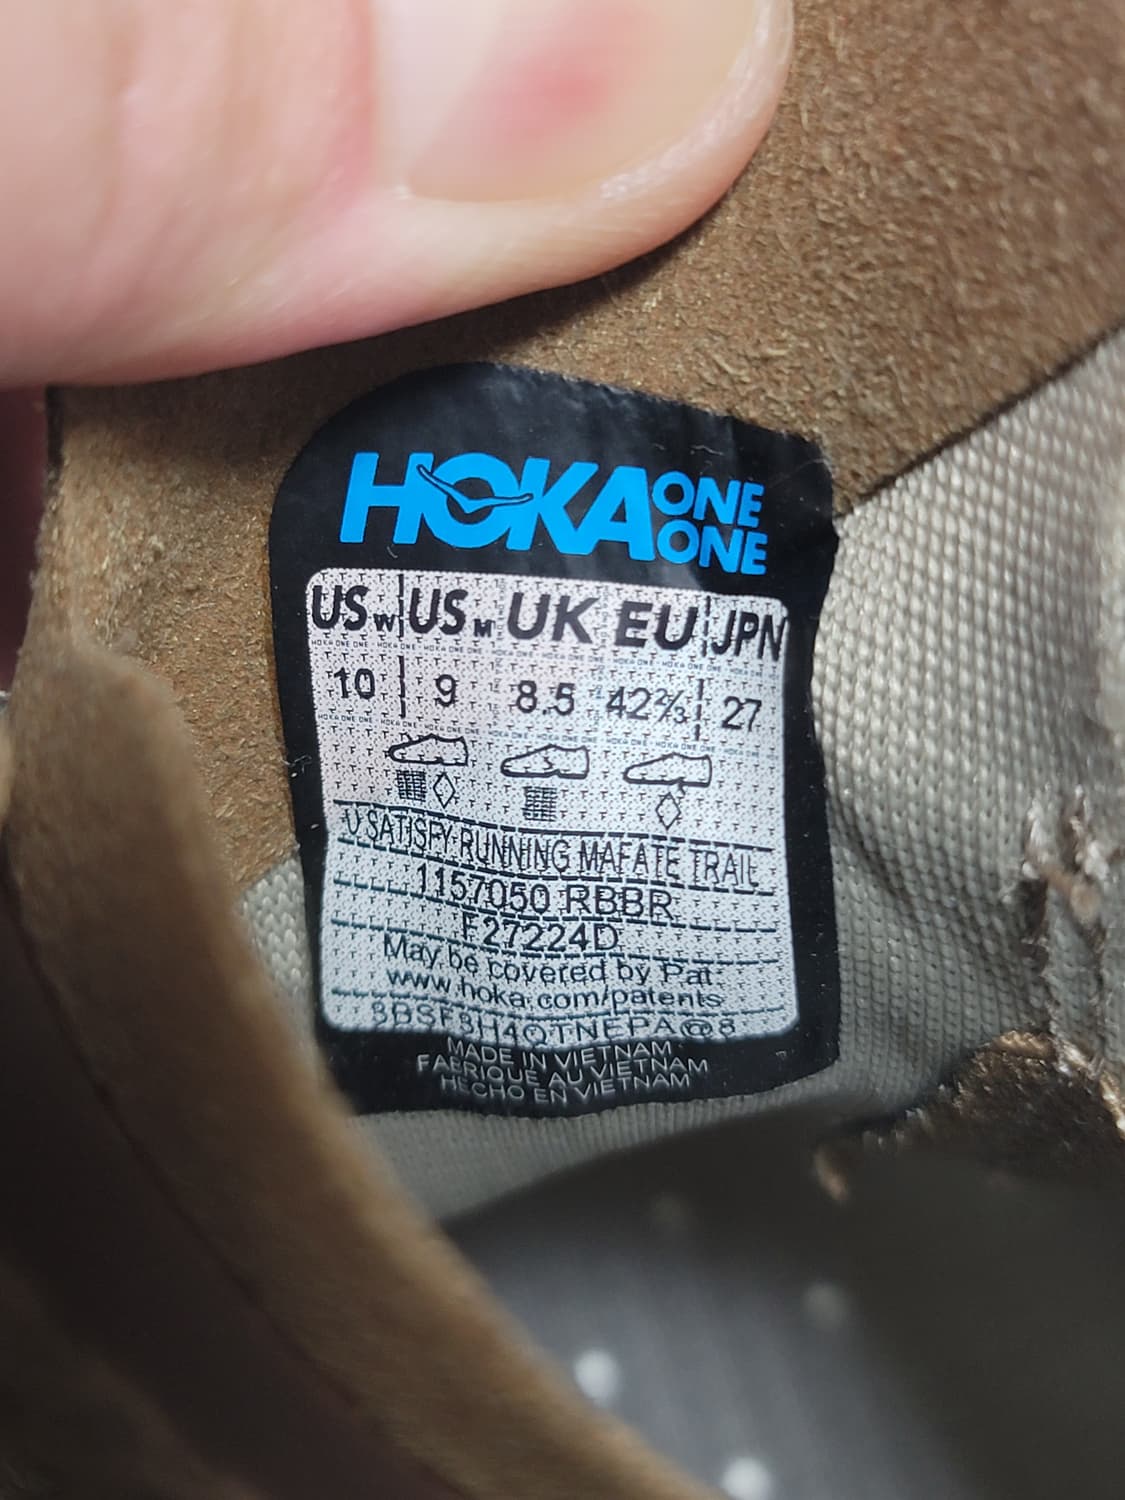 HOKA ONE ONE
US W US M UK EU JPN
10 9 8.5 42⅔ 27
U SATISFY RUNNING MAFATE TRAIL
1157050 RBBR
F27224D
May be covered by Pat.
www.hoka.com/patents
8BSF8H4QTNEPA@8
MADE IN VIETNAM
FABRIQUÉ AU VIETNAM
HECHO EN VIETNAM